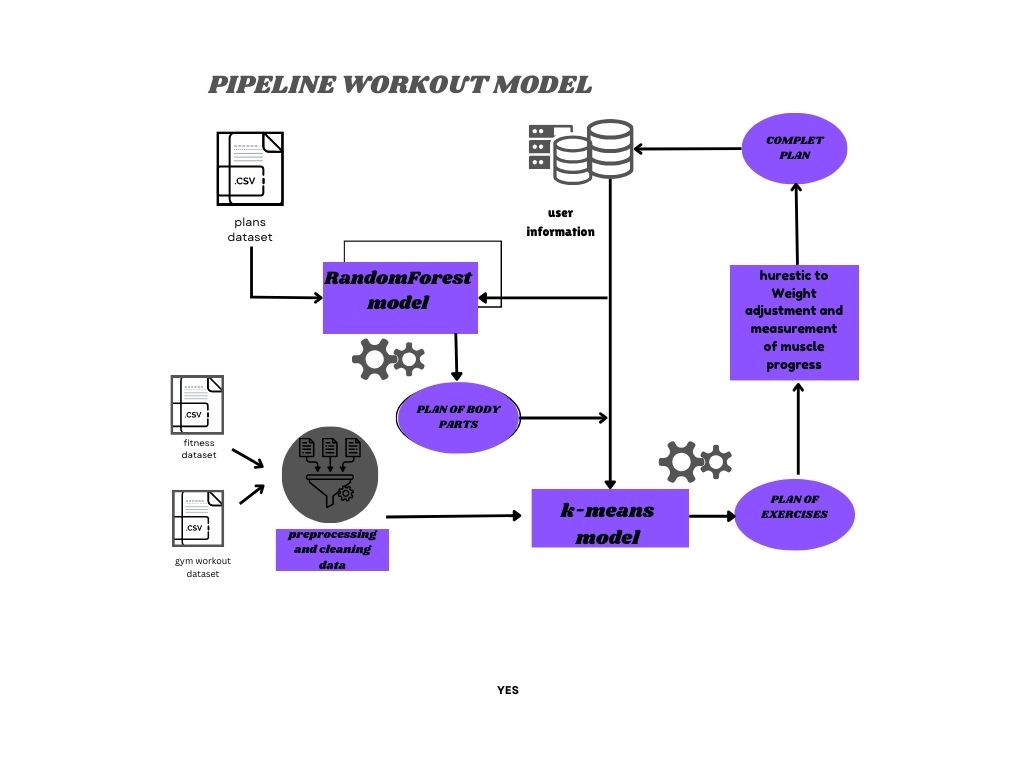 PIPELINE WORKOUT MODEL
.CSV
plans
dataset
user
information
COMPLET
PLAN
RandomForest
model
hurestic to
Weight
adjustment and
measurement
of muscle
progress
.CSV
fitness
dataset
PLAN OF BODY
PARTS
.CSV
gym workout
dataset
preprocessing
and cleaning
data
k-means
model
PLAN OF
EXERCISES
YES